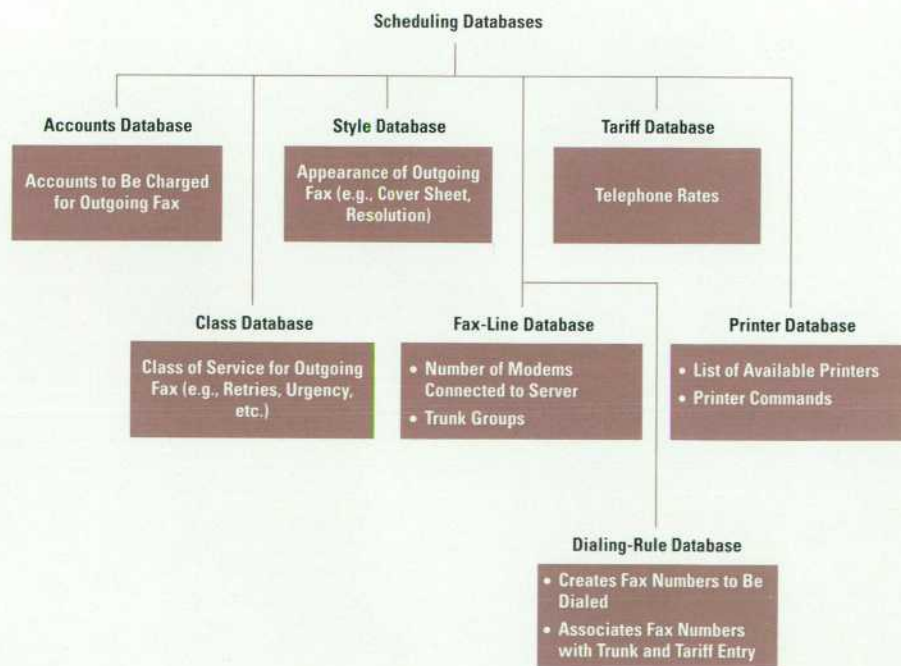 Scheduling Databases
Accounts Database
Accounts to Be Charged
for Outgoing Fax
Style Database
Appearance of Outgoing
Fax (e.g., Cover Sheet,
Resolution)
Tariff Database
Telephone Rates
Class Database
Class of Service for Outgoing
Fax (e.g., Retries, Urgency,
etc.)
Fax-Line Database
• Number of Modems
Connected to Server
• Trunk Groups
Printer Database
• List of Available Printers
• Printer Commands
Dialing-Rule Database
• Creates Fax Numbers to Be
Dialed
• Associates Fax Numbers
with Trunk and Tariff Entry